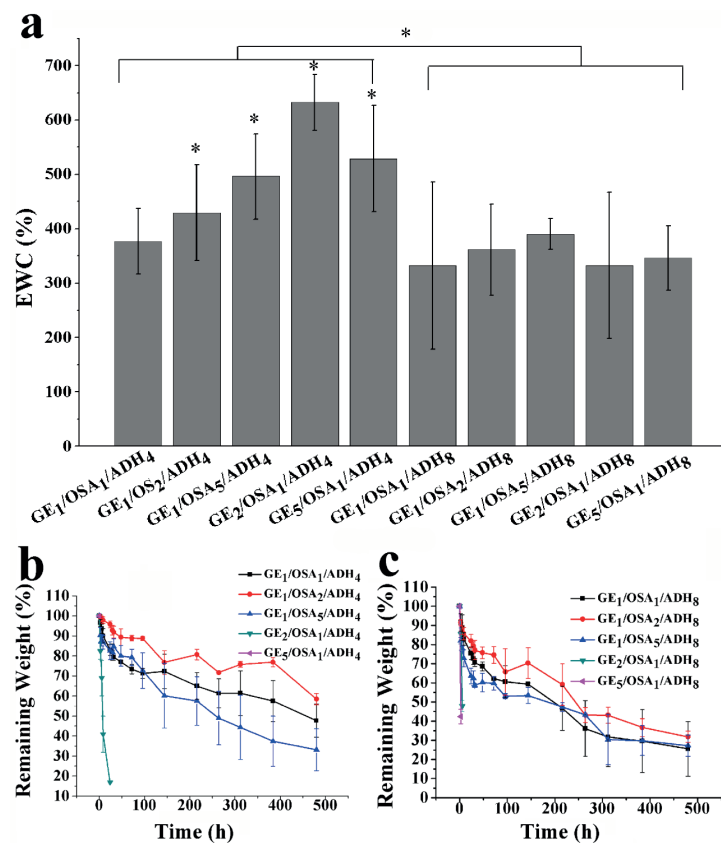 a
*
*
*
*
*
EWC (%)
700
600
500
400
300
200
100
0
GE1/OSA1/ADH4
GE1/OS2/ADH4
GE1/OSA5/ADH4
GE2/OSA1/ADH4
GE5/OSA1/ADH4
GE1/OSA1/ADH8
GE1/OSA2/ADH8
GE1/OSA5/ADH8
GE2/OSA1/ADH8
GE5/OSA1/ADH8
b
Remaining Weight (%)
110
100
90
80
70
60
50
40
30
20
10
GE1/OSA1/ADH4
GE1/OSA2/ADH4
GE1/OSA5/ADH4
GE2/OSA1/ADH4
GE5/OSA1/ADH4
0 100 200 300 400 500
Time (h)
c
Remaining Weight (%)
110
100
90
80
70
60
50
40
30
20
10
0
GE1/OSA1/ADH8
GE1/OSA2/ADH8
GE1/OSA5/ADH8
GE2/OSA1/ADH8
GE5/OSA1/ADH8
0 100 200 300 400 500
Time (h)